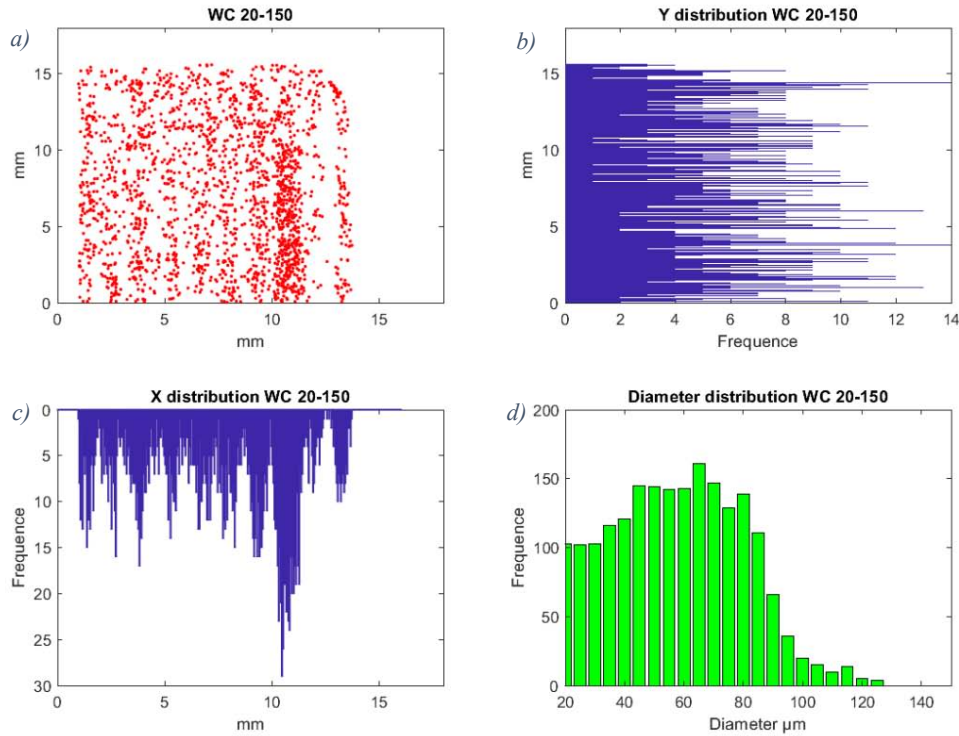 a)
WC 20-150
mm
15
10
5
0
0 5 10 15
mm
b)
Y distribution WC 20-150
mm
15
10
5
0
0 2 4 6 8 10 12 14
Frequence
c)
X distribution WC 20-150
Frequence
0
5
10
15
20
25
30
0 5 10 15
mm
d)
Diameter distribution WC 20-150
Frequence
200
150
100
50
0
20 40 60 80 100 120 140
Diameter µm